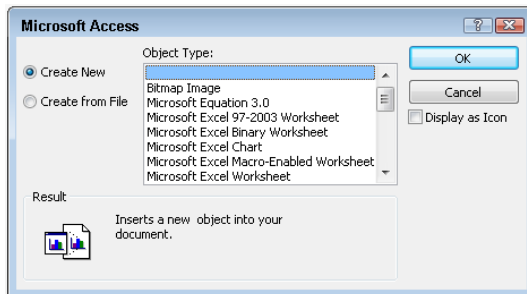 Microsoft Access
Object Type:
Create New
Create from File
Bitmap Image
Microsoft Equation 3.0
Microsoft Excel 97-2003 Worksheet
Microsoft Excel Binary Worksheet
Microsoft Excel Chart
Microsoft Excel Macro-Enabled Worksheet
Microsoft Excel Worksheet
OK
Cancel
Display as Icon
Result
Inserts a new object into your
document.